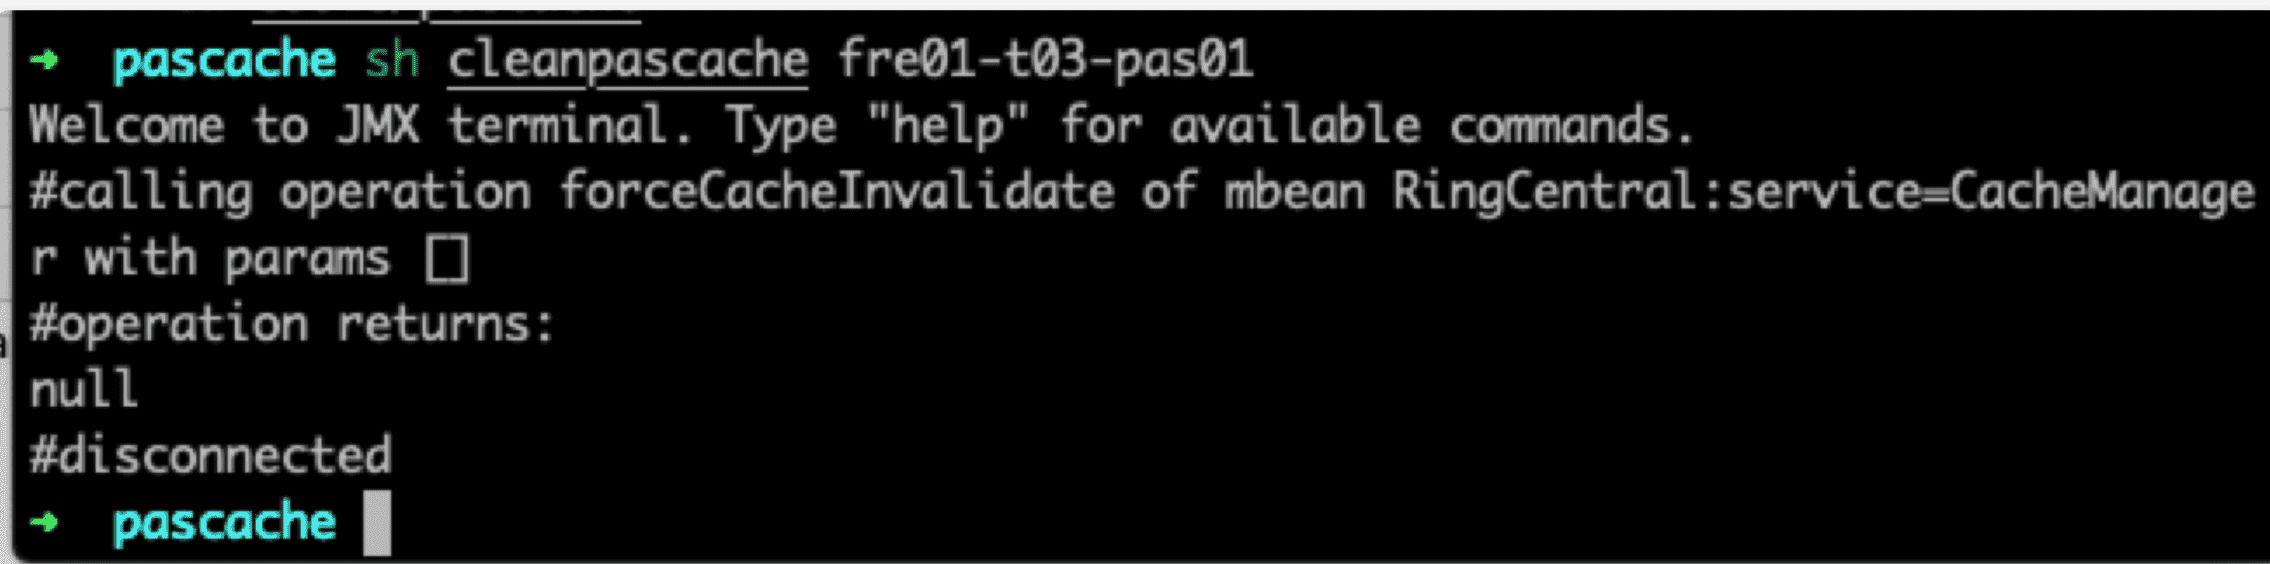 ➜ pascache sh cleanpascache fre01-t03-pas01
Welcome to JMX terminal. Type "help" for available commands.
#calling operation forceCacheInvalidate of mbean RingCentral:service=CacheManage
r with params []
#operation returns:
null
#disconnected
➜ pascache